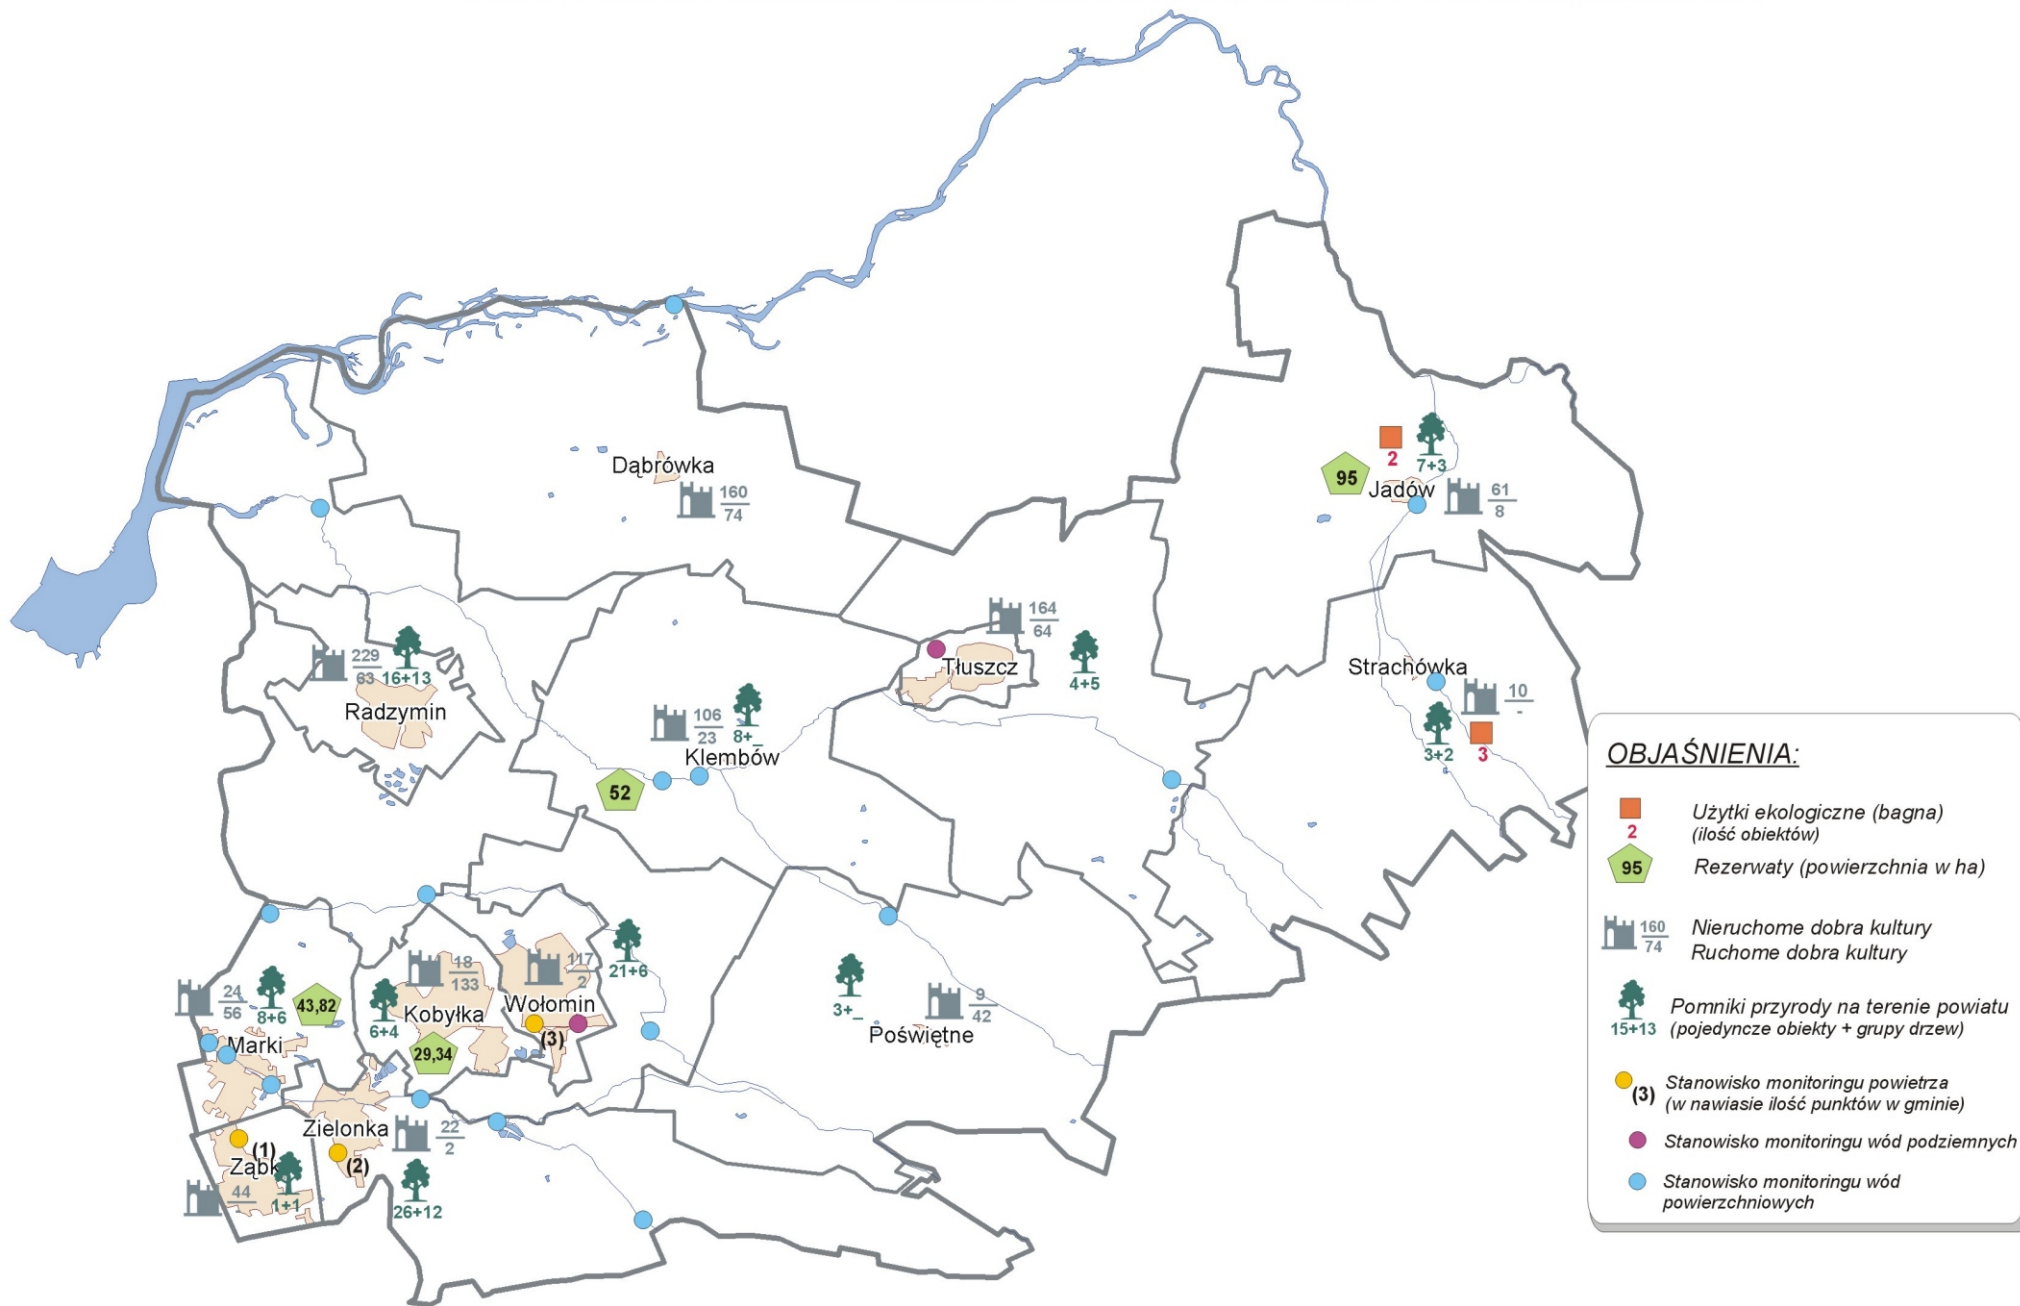 Dąbrówka
160
74
2
7+3
95
Jadów
61
8
164
64
Tłuszcz
4+5
229
63
16+13
Radzymin
106
23
8+_
Klembów
52
Strachówka
10
-
3+2
3
24
56
8+6
43,82
Marki
18
133
6+4
Kobyłka
29,34
117
2
Wołomin
(3)
21+6
3+_
9
42
Poświętne
Zielonka
(2)
22
2
26+12
(1)
Ząbk
44
-
1+1
OBJAŚNIENIA:
Użytki ekologiczne (bagna)
2
(ilość obiektów)
95
Rezerwaty (powierzchnia w ha)
160
74
Nieruchome dobra kultury
Ruchome dobra kultury
Pomniki przyrody na terenie powiatu
15+13
(pojedyncze obiekty + grupy drzew)
Stanowisko monitoringu powietrza
(3)
(w nawiasie ilość punktów w gminie)
Stanowisko monitoringu wód podziemnych
Stanowisko monitoringu wód
powierzchniowych